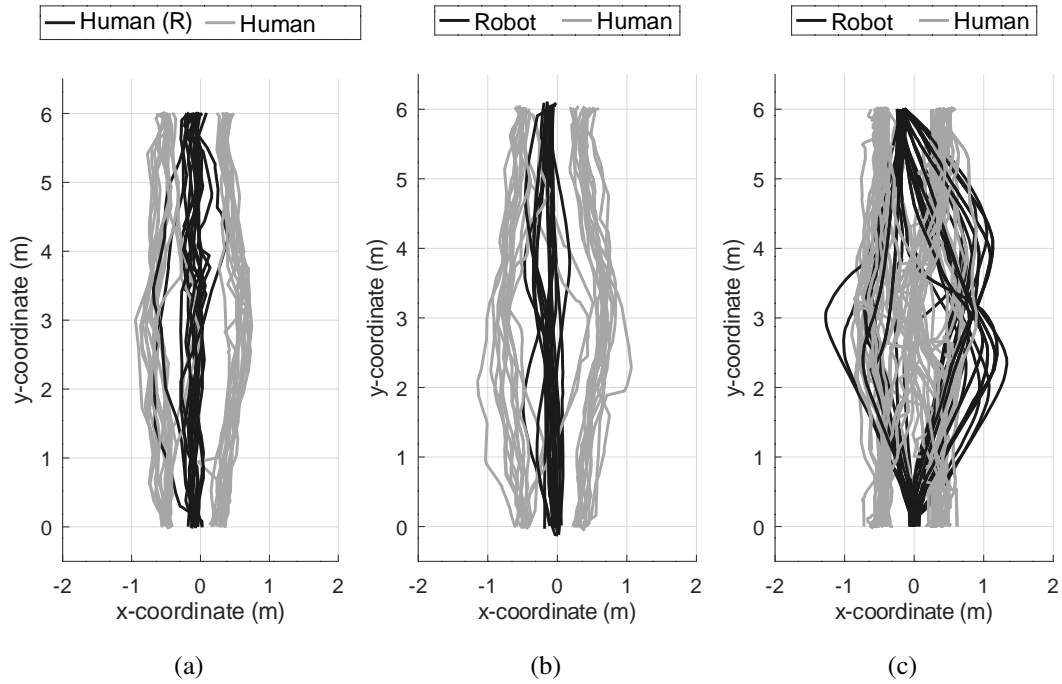 Human (R) Human
Robot Human
Robot Human
6
5
4
3
2
1
0
y-coordinate (m)
-2 -1 0 1 2
x-coordinate (m)
(a)
6
5
4
3
2
1
0
y-coordinate (m)
-2 -1 0 1 2
x-coordinate (m)
(b)
6
5
4
3
2
1
0
y-coordinate (m)
-2 -1 0 1 2
x-coordinate (m)
(c)